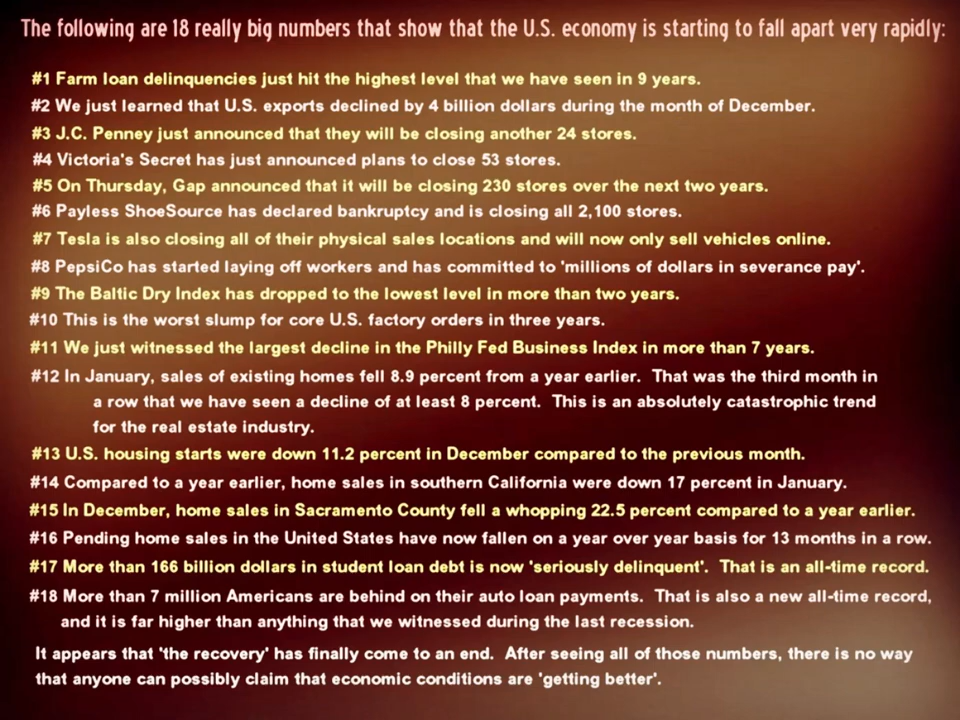 The following are 18 really big numbers that show that the U.S. economy is starting to fall apart very rapidly:
#1 Farm loan delinquencies just hit the highest level that we have seen in 9 years.
#2 We just learned that U.S. exports declined by 4 billion dollars during the month of December.
#3 J.C. Penney just announced that they will be closing another 24 stores.
#4 Victoria's Secret has just announced plans to close 53 stores.
#5 On Thursday, Gap announced that it will be closing 230 stores over the next two years.
#6 Payless ShoeSource has declared bankruptcy and is closing all 2,100 stores.
#7 Tesla is also closing all of their physical sales locations and will now only sell vehicles online.
#8 PepsiCo has started laying off workers and has committed to 'millions of dollars in severance pay'.
#9 The Baltic Dry Index has dropped to the lowest level in more than two years.
#10 This is the worst slump for core U.S. factory orders in three years.
#11 We just witnessed the largest decline in the Philly Fed Business Index in more than 7 years.
#12 In January, sales of existing homes fell 8.9 percent from a year earlier.  That was the third month in
a row that we have seen a decline of at least 8 percent.  This is an absolutely catastrophic trend
for the real estate industry.
#13 U.S. housing starts were down 11.2 percent in December compared to the previous month.
#14 Compared to a year earlier, home sales in southern California were down 17 percent in January.
#15 In December, home sales in Sacramento County fell a whopping 22.5 percent compared to a year earlier.
#16 Pending home sales in the United States have now fallen on a year over year basis for 13 months in a row.
#17 More than 166 billion dollars in student loan debt is now 'seriously delinquent'.  That is an all-time record.
#18 More than 7 million Americans are behind on their auto loan payments.  That is also a new all-time record,
and it is far higher than anything that we witnessed during the last recession.
It appears that 'the recovery' has finally come to an end.  After seeing all of those numbers, there is no way
that anyone can possibly claim that economic conditions are 'getting better'.